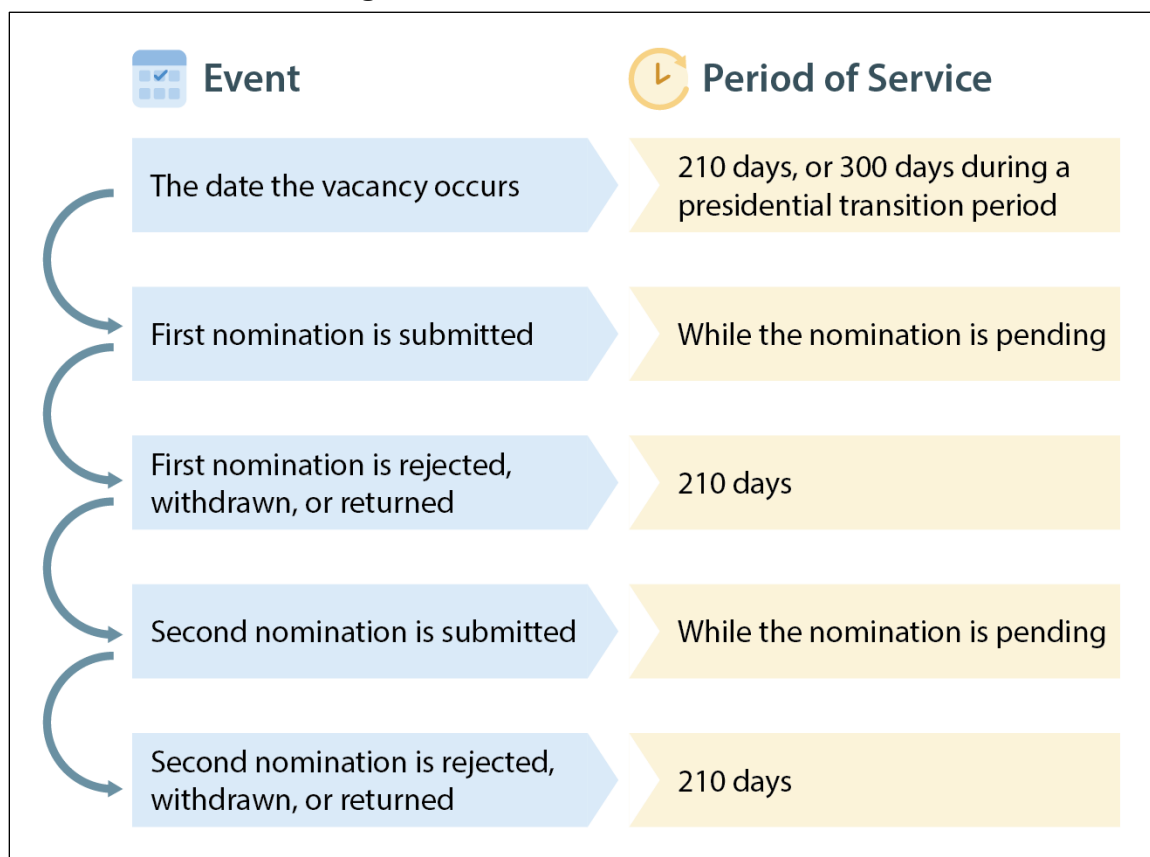 Event
Period of Service
The date the vacancy occurs
210 days, or 300 days during a
presidential transition period
First nomination is submitted
While the nomination is pending
First nomination is rejected,
withdrawn, or returned
210 days
Second nomination is submitted
While the nomination is pending
Second nomination is rejected,
withdrawn, or returned
210 days